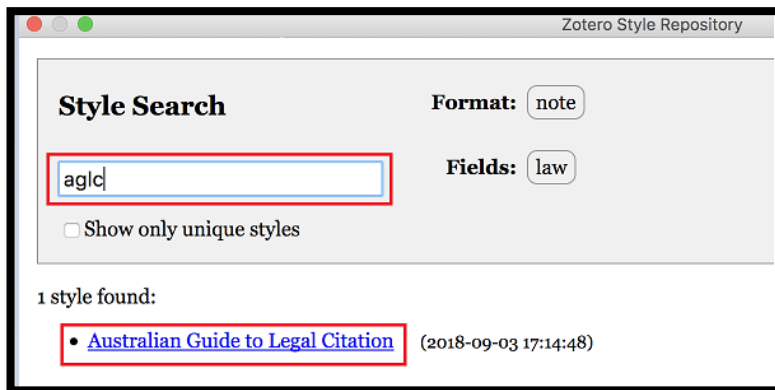 Zotero Style Repository
Style Search
Format: note
aglc
Fields: law
Show only unique styles
1 style found:
• Australian Guide to Legal Citation (2018-09-03 17:14:48)